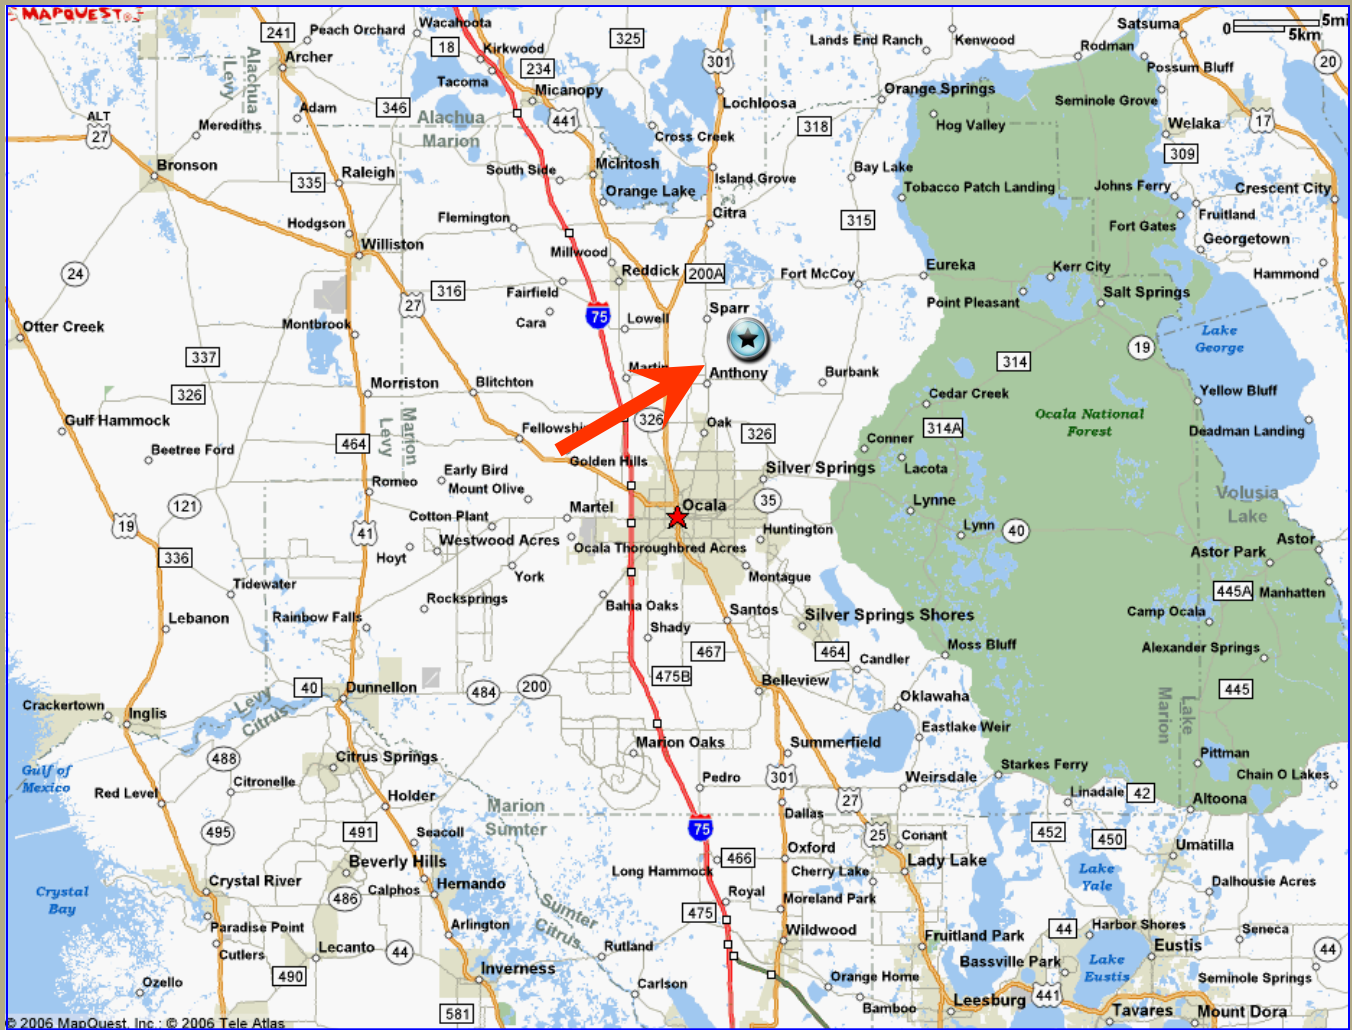 MAPQUEST
Wacahoota
Satsuma
5mi
0
5km
241
Peach Orchard
18
Kirkwood
325
Lands End Ranch
Kenwood
Rodman
Archer
234
301
20
Possum Bluff
Alachua
Levy
Tacoma
Micanopy
Orange Springs
ALT
27
Adam
346
Alachua
Marion
441
Lochloosa
Seminole Grove
Merediths
318
Hog Valley
Welaka
17
Cross Creek
309
Bronson
Raleigh
335
South Side
McIntosh
Island Grove
Bay Lake
Tobacco Patch Landing
Johns Ferry
Crescent City
Orange Lake
Hodgson
Flemington
Citra
315
Fort Gates
Fruitland
Williston
Millwood
Georgetown
24
Reddick
200A
Fort McCoy
Eureka
Kerr City
Hammond
316
Fairfield
27
Point Pleasant
Salt Springs
Otter Creek
Montbrook
Cara
75
Lowell
Sparr
Lake
George
19
337
314
Martin
Anthony
Burbank
326
Morriston
Blitchton
Cedar Creek
Yellow Bluff
Gulf Hammock
Marion
Levy
326
Oak
326
314A
Ocala National
Forest
Deadman Landing
464
Fellowship
Conner
Beetree Ford
Golden Hills
Silver Springs
Lacota
Early Bird
Romeo
Mount Olive
35
Lynne
Volusia
Lake
121
Martel
Ocala
19
Cotton Plant
Huntington
Lynn
40
41
Westwood Acres
Astor
336
Hoyt
Ocala Thoroughbred Acres
Astor Park
Tidewater
York
Montague
445A
Manhatten
Rocksprings
Bahia Oaks
Santos
Silver Springs Shores
Camp Ocala
Lebanon
Rainbow Falls
Shady
467
464
Moss Bluff
Alexander Springs
Candler
475B
Belleview
40
Dunnellon
484
200
445
Levy
Citrus
Oklawaha
Marion
Lake
Crackertown
Inglis
Eastlake Weir
Marion Oaks
Summerfield
488
Citrus Springs
Pittman
Gulf of
Mexico
Citronelle
Pedro
301
Weirsdale
Starkes Ferry
Chain O Lakes
Red Level
Holder
Marion
Sumter
27
Linadale
42
Altoona
Dallas
495
491
Seacoll
75
25
Conant
452
450
Umatilla
Beverly Hills
466
Oxford
Lady Lake
Crystal River
Calphos
Hernando
Long Hammock
Cherry Lake
Lake
Yale
Dalhousie Acres
Crystal
Bay
486
Royal
Moreland Park
475
Sumter
Citrus
Paradise Point
Arlington
Wildwood
Fruitland Park
44
Harbor Shores
Seneca
Cutlers
Lecanto
44
Rutland
Eustis
44
Bassville Park
Inverness
Orange Home
Lake
Eustis
Seminole Springs
490
Ozello
Carlson
441
Bamboo
Leesburg
581
Tavares
Mount Dora
© 2006 MapQuest, Inc.; © 2006 Tele Atlas